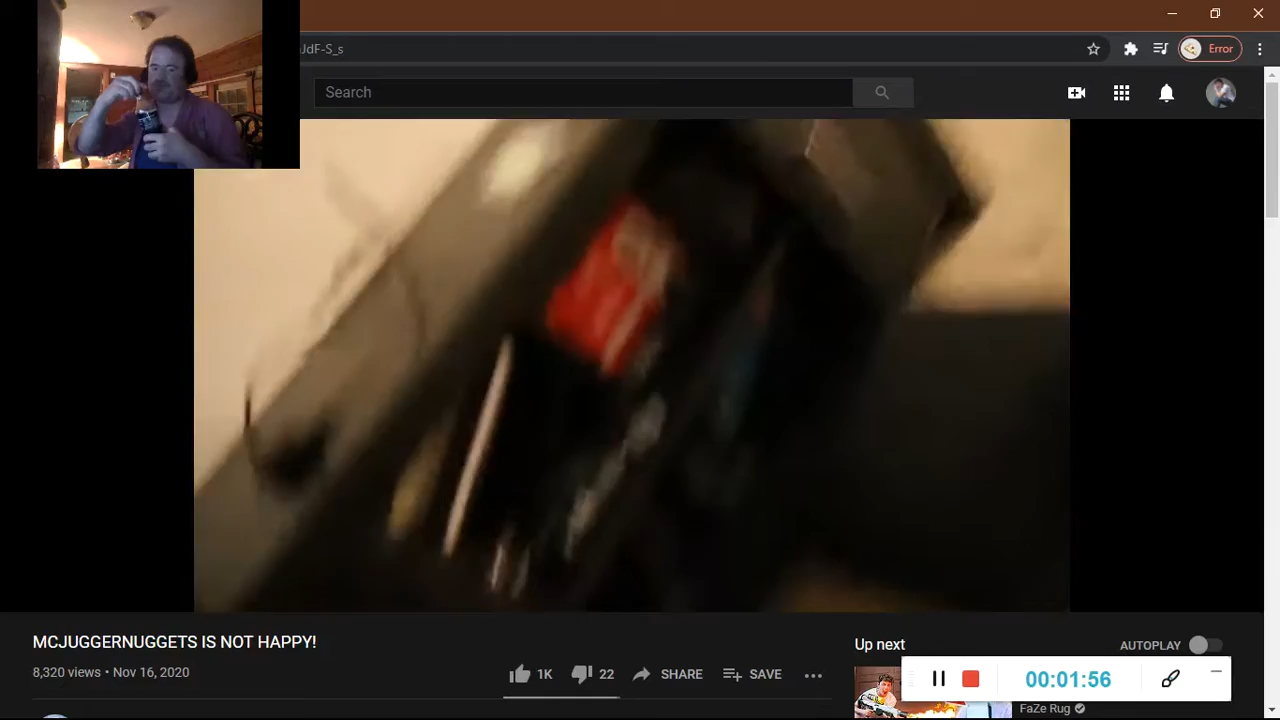 JdF-S_s
Error
Search
MCJUGGERNUGGETS IS NOT HAPPY!
8,320 views • Nov 16, 2020
1K
22
SHARE
SAVE
Up next
AUTOPLAY
00:01:56
FaZe Rug